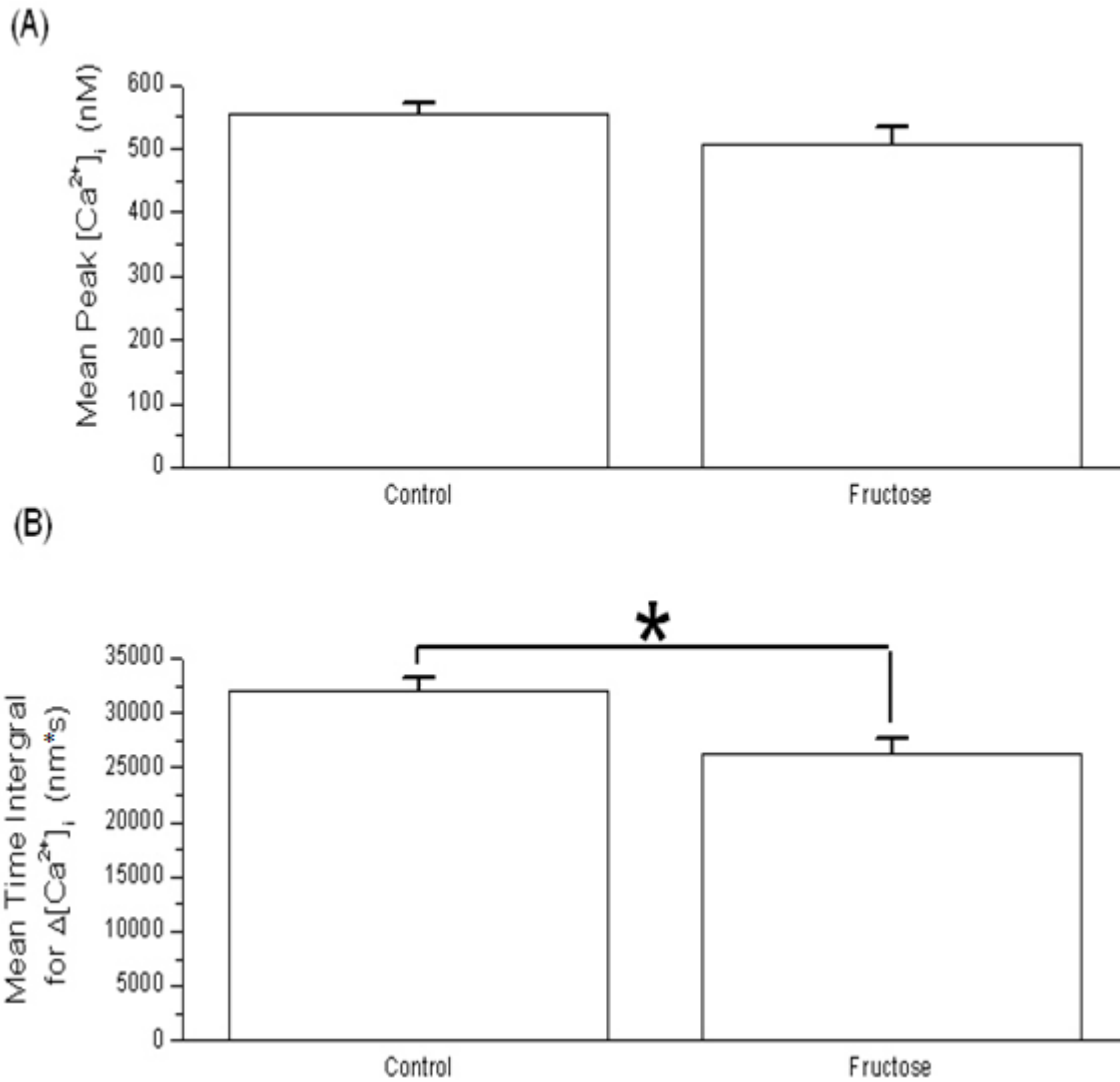 (A)
Mean Peak [Ca²⁺]ᵢ (nM)
600
500
400
300
200
100
0
Control Fructose
(B)
*
Mean Time Intergral
for Δ[Ca²⁺]ᵢ (nm*s)
35000
30000
25000
20000
15000
10000
5000
0
Control Fructose